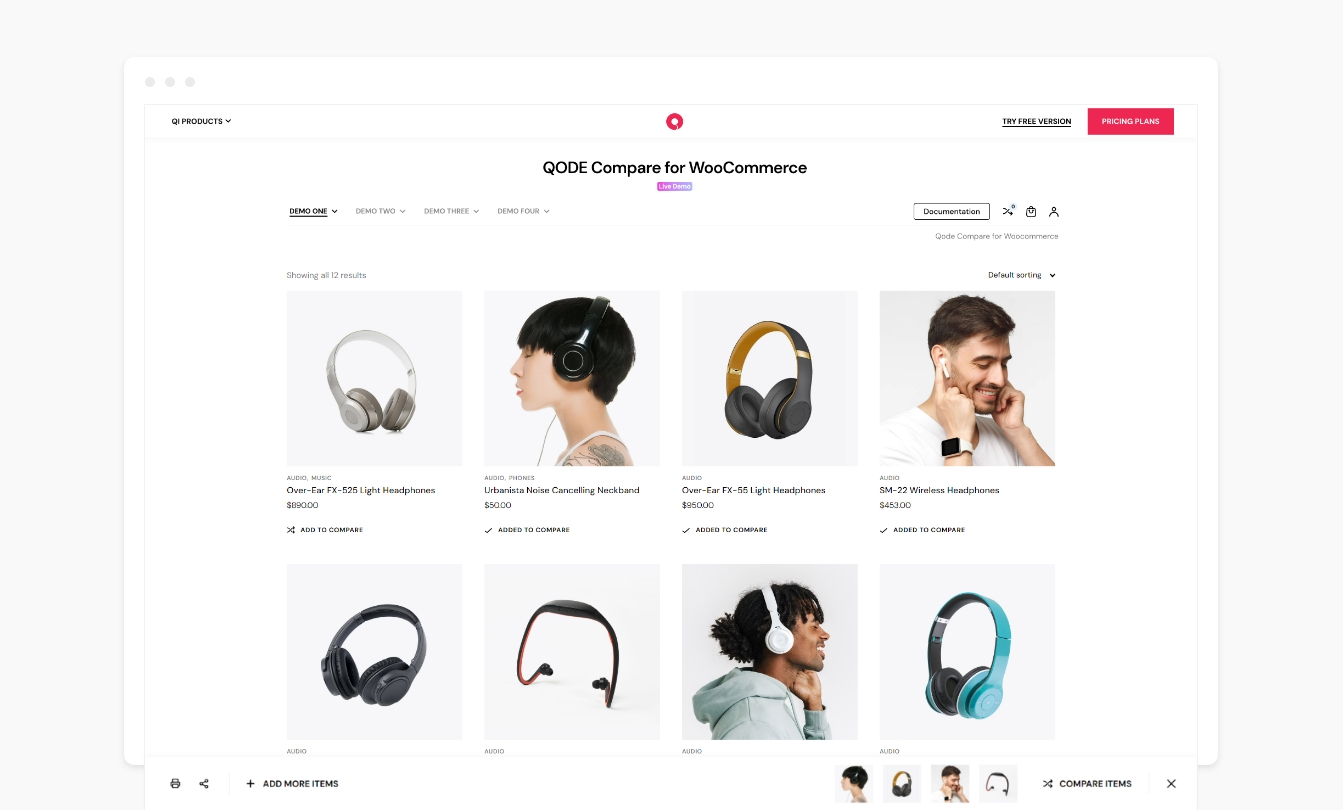 QI PRODUCTS
TRY FREE VERSION
PRICING PLANS
QODE Compare for WooCommerce
Live Demo
DEMO ONE
DEMO TWO
DEMO THREE
DEMO FOUR
Documentation
0
Qode Compare for Woocommerce
Showing all 12 results
Default sorting
AUDIO, MUSIC
Over-Ear FX-525 Light Headphones
$890.00
ADD TO COMPARE
AUDIO, PHONES
Urbanista Noise Cancelling Neckband
$50.00
ADDED TO COMPARE
AUDIO
Over-Ear FX-55 Light Headphones
$950.00
ADDED TO COMPARE
AUDIO
SM-22 Wireless Headphones
$453.00
ADDED TO COMPARE
AUDIO
AUDIO
AUDIO
AUDIO
ADD MORE ITEMS
COMPARE ITEMS